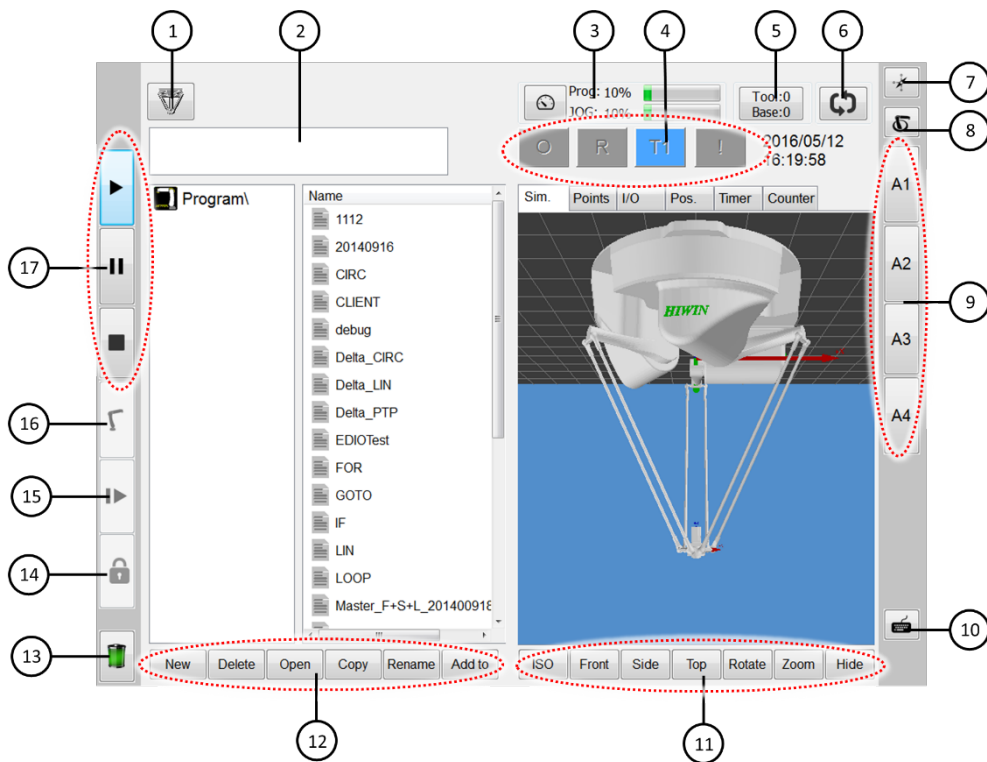 1
2
3
4
5
6
Prog: 10%
JOG: 10%
Tool:0
Base:0
7
8
O
R
T1
!
2016/05/12
16:19:58
Program\
Name
1112
20140916
CIRC
CLIENT
debug
Delta_CIRC
Delta_LIN
Delta_PTP
EDIOTest
FOR
GOTO
IF
LIN
LOOP
Master_F+S+L_201400918
Sim.
Points
I/O
Pos.
Timer
Counter
HIWIN
A1
A2
A3
A4
9
17
16
15
14
13
10
New
Delete
Open
Copy
Rename
Add to
ISO
Front
Side
Top
Rotate
Zoom
Hide
12
11